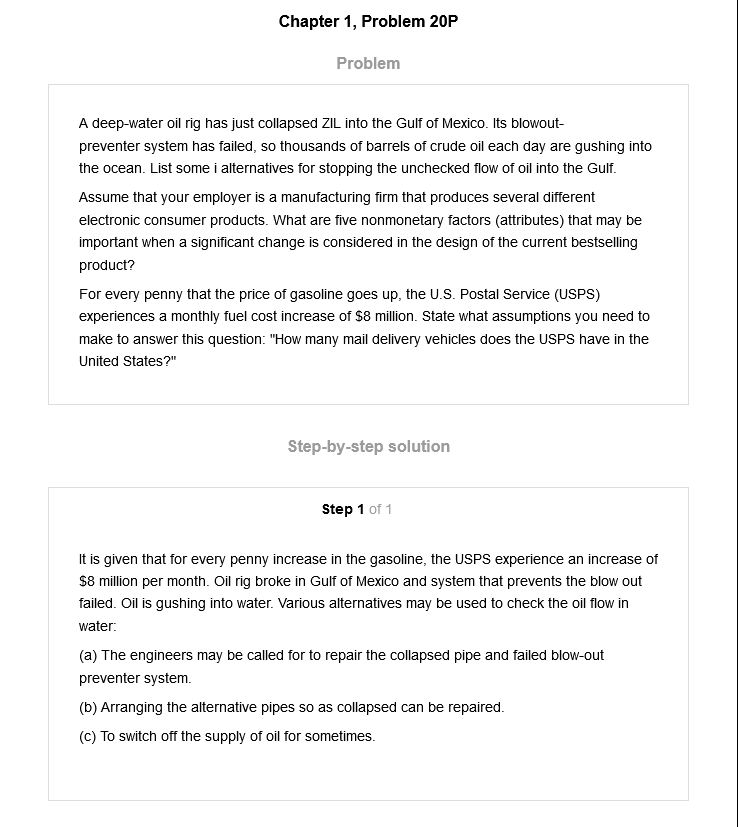 Chapter 1, Problem 20P
Problem
A deep-water oil rig has just collapsed ZIL into the Gulf of Mexico. Its blowout-
preventer system has failed, so thousands of barrels of crude oil each day are gushing into
the ocean. List some i alternatives for stopping the unchecked flow of oil into the Gulf.
Assume that your employer is a manufacturing firm that produces several different
electronic consumer products. What are five nonmonetary factors (attributes) that may be
important when a significant change is considered in the design of the current bestselling
product?
For every penny that the price of gasoline goes up, the U.S. Postal Service (USPS)
experiences a monthly fuel cost increase of $8 million. State what assumptions you need to
make to answer this question: "How many mail delivery vehicles does the USPS have in the
United States?"
Step-by-step solution
Step 1 of 1
It is given that for every penny increase in the gasoline, the USPS experience an increase of
$8 million per month. Oil rig broke in Gulf of Mexico and system that prevents the blow out
failed. Oil is gushing into water. Various alternatives may be used to check the oil flow in
water:
(a) The engineers may be called for to repair the collapsed pipe and failed blow-out
preventer system.
(b) Arranging the alternative pipes so as collapsed can be repaired.
(c) To switch off the supply of oil for sometimes.